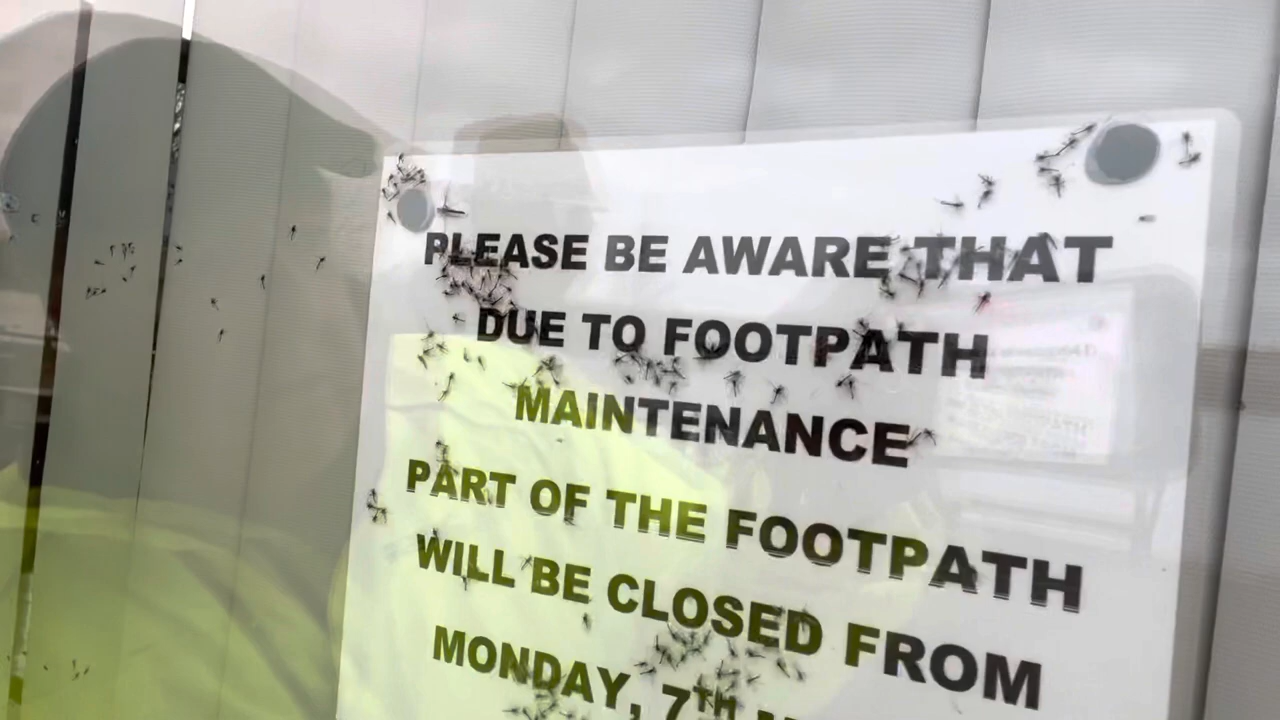 PLEASE BE AWARE THAT
DUE TO FOOTPATH
MAINTENANCE
PART OF THE FOOTPATH
WILL BE CLOSED FROM
MONDAY, 7TH